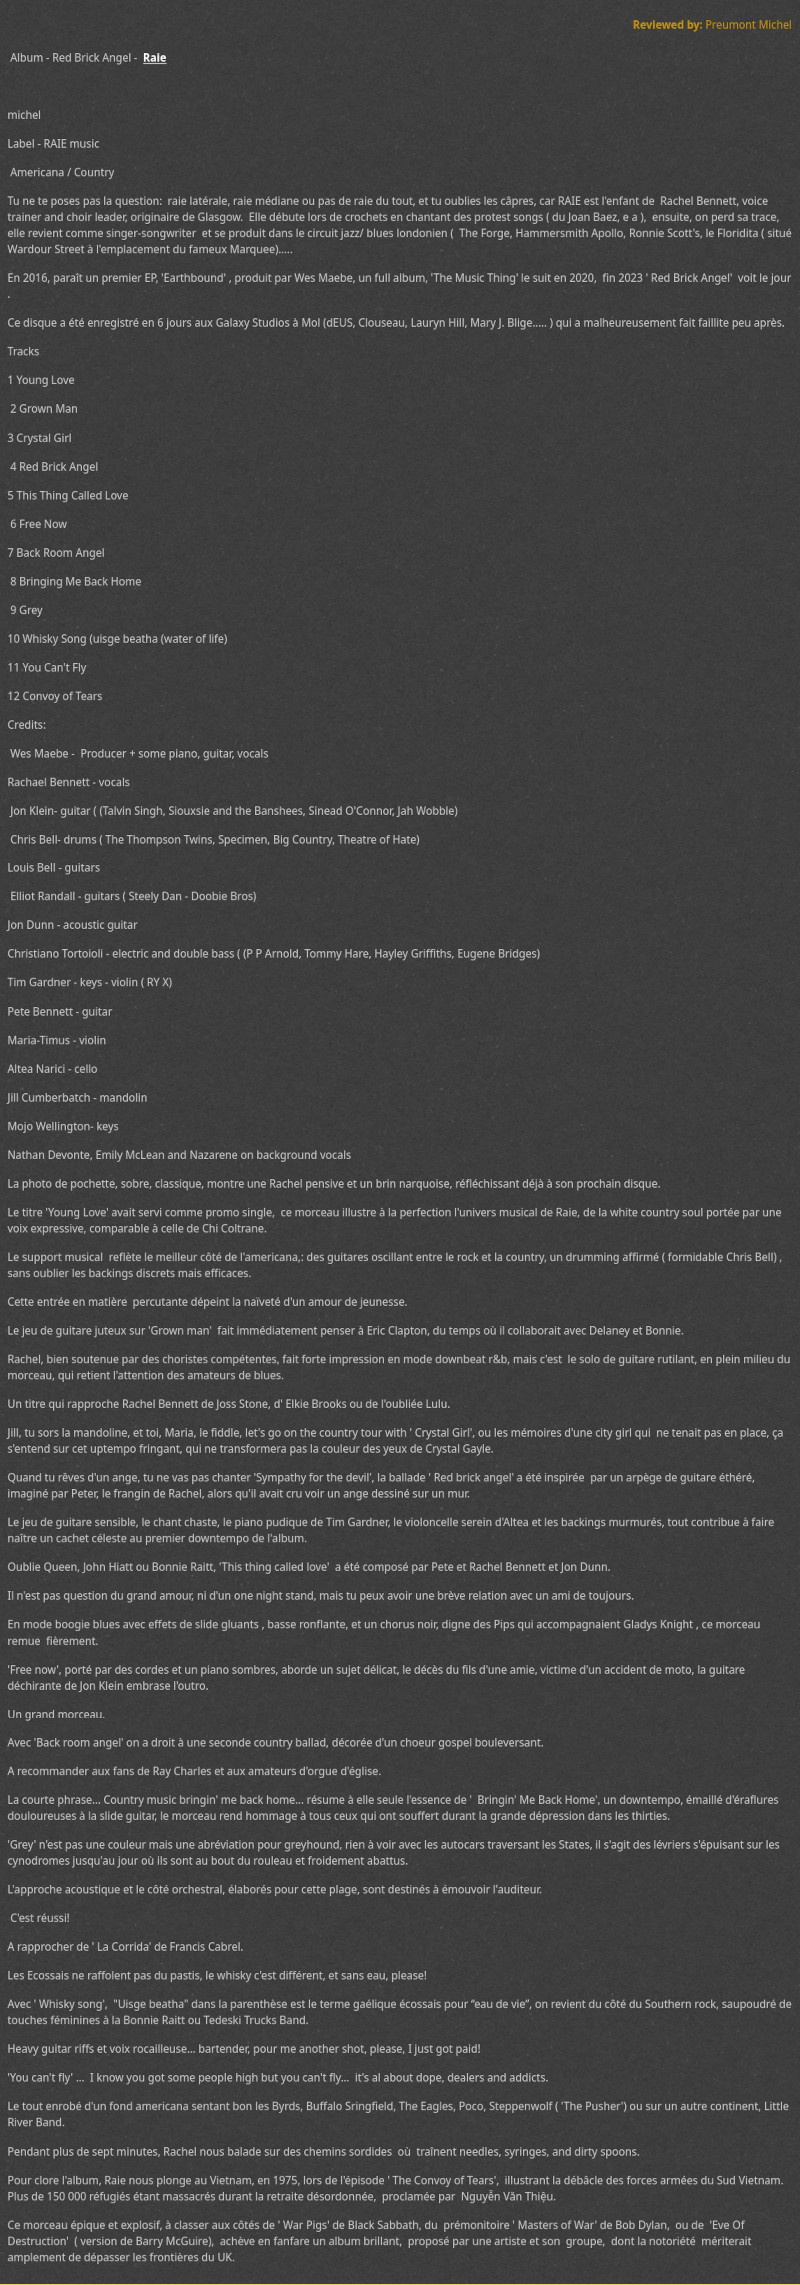 Reviewed by: Preumont Michel
Album - Red Brick Angel - Raie
michel
Label - RAIE music
Americana / Country
Tu ne te poses pas la question: raie latérale, raie médiane ou pas de raie du tout, et tu oublies les câpres, car RAIE est l'enfant de Rachel Bennett, voice
trainer and choir leader, originaire de Glasgow. Elle débute lors de crochets en chantant des protest songs ( du Joan Baez, e a ), ensuite, on perd sa trace,
elle revient comme singer-songwriter et se produit dans le circuit jazz/ blues londonien ( The Forge, Hammersmith Apollo, Ronnie Scott's, le Floridita ( situé
Wardour Street à l'emplacement du fameux Marquee).....
En 2016, paraît un premier EP, 'Earthbound' , produit par Wes Maebe, un full album, 'The Music Thing' le suit en 2020, fin 2023 ' Red Brick Angel' voit le jour
.
Ce disque a été enregistré en 6 jours aux Galaxy Studios à Mol (dEUS, Clouseau, Lauryn Hill, Mary J. Blige..... ) qui a malheureusement fait faillite peu après.
Tracks
1 Young Love
2 Grown Man
3 Crystal Girl
4 Red Brick Angel
5 This Thing Called Love
6 Free Now
7 Back Room Angel
8 Bringing Me Back Home
9 Grey
10 Whisky Song (uisge beatha (water of life)
11 You Can't Fly
12 Convoy of Tears
Credits:
Wes Maebe - Producer + some piano, guitar, vocals
Rachael Bennett - vocals
Jon Klein- guitar ( (Talvin Singh, Siouxsie and the Banshees, Sinead O'Connor, Jah Wobble)
Chris Bell- drums ( The Thompson Twins, Specimen, Big Country, Theatre of Hate)
Louis Bell - guitars
Elliot Randall - guitars ( Steely Dan - Doobie Bros)
Jon Dunn - acoustic guitar
Christiano Tortoioli - electric and double bass ( (P P Arnold, Tommy Hare, Hayley Griffiths, Eugene Bridges)
Tim Gardner - keys - violin ( RY X)
Pete Bennett - guitar
Maria-Timus - violin
Altea Narici - cello
Jill Cumberbatch - mandolin
Mojo Wellington- keys
Nathan Devonte, Emily McLean and Nazarene on background vocals
La photo de pochette, sobre, classique, montre une Rachel pensive et un brin narquoise, réfléchissant déjà à son prochain disque.
Le titre 'Young Love' avait servi comme promo single, ce morceau illustre à la perfection l'univers musical de Raie, de la white country soul portée par une
voix expressive, comparable à celle de Chi Coltrane.
Le support musical reflète le meilleur côté de l'americana,: des guitares oscillant entre le rock et la country, un drumming affirmé ( formidable Chris Bell) ,
sans oublier les backings discrets mais efficaces.
Cette entrée en matière percutante dépeint la naïveté d'un amour de jeunesse.
Le jeu de guitare juteux sur 'Grown man' fait immédiatement penser à Eric Clapton, du temps où il collaborait avec Delaney et Bonnie.
Rachel, bien soutenue par des choristes compétentes, fait forte impression en mode downbeat r&b, mais c'est le solo de guitare rutilant, en plein milieu du
morceau, qui retient l'attention des amateurs de blues.
Un titre qui rapproche Rachel Bennett de Joss Stone, d' Elkie Brooks ou de l'oubliée Lulu.
Jill, tu sors la mandoline, et toi, Maria, le fiddle, let's go on the country tour with ' Crystal Girl', ou les mémoires d'une city girl qui ne tenait pas en place, ça
s'entend sur cet uptempo fringant, qui ne transformera pas la couleur des yeux de Crystal Gayle.
Quand tu rêves d'un ange, tu ne vas pas chanter 'Sympathy for the devil', la ballade ' Red brick angel' a été inspirée par un arpège de guitare éthéré,
imaginé par Peter, le frangin de Rachel, alors qu'il avait cru voir un ange dessiné sur un mur.
Le jeu de guitare sensible, le chant chaste, le piano pudique de Tim Gardner, le violoncelle serein d'Altea et les backings murmurés, tout contribue à faire
naître un cachet céleste au premier downtempo de l'album.
Oublie Queen, John Hiatt ou Bonnie Raitt, 'This thing called love' a été composé par Pete et Rachel Bennett et Jon Dunn.
Il n'est pas question du grand amour, ni d'un one night stand, mais tu peux avoir une brève relation avec un ami de toujours.
En mode boogie blues avec effets de slide gluants , basse ronflante, et un chorus noir, digne des Pips qui accompagnaient Gladys Knight , ce morceau
remue fièrement.
'Free now', porté par des cordes et un piano sombres, aborde un sujet délicat, le décès du fils d'une amie, victime d'un accident de moto, la guitare
déchirante de Jon Klein embrase l'outro.
Un grand morceau.
Avec 'Back room angel' on a droit à une seconde country ballad, décorée d'un choeur gospel bouleversant.
A recommander aux fans de Ray Charles et aux amateurs d'orgue d'église.
La courte phrase... Country music bringin' me back home... résume à elle seule l'essence de ' Bringin' Me Back Home', un downtempo, émaillé d'éraflures
douloureuses à la slide guitar, le morceau rend hommage à tous ceux qui ont souffert durant la grande dépression dans les thirties.
'Grey' n'est pas une couleur mais une abréviation pour greyhound, rien à voir avec les autocars traversant les States, il s'agit des lévriers s'épuisant sur les
cynodromes jusqu'au jour où ils sont au bout du rouleau et froidement abattus.
L'approche acoustique et le côté orchestral, élaborés pour cette plage, sont destinés à émouvoir l'auditeur.
C'est réussi!
A rapprocher de ' La Corrida' de Francis Cabrel.
Les Ecossais ne raffolent pas du pastis, le whisky c'est différent, et sans eau, please!
Avec ' Whisky song', "Uisge beatha" dans la parenthèse est le terme gaélique écossais pour “eau de vie”, on revient du côté du Southern rock, saupoudré de
touches féminines à la Bonnie Raitt ou Tedeski Trucks Band.
Heavy guitar riffs et voix rocailleuse... bartender, pour me another shot, please, I just got paid!
'You can't fly' ... I know you got some people high but you can't fly... it's al about dope, dealers and addicts.
Le tout enrobé d'un fond americana sentant bon les Byrds, Buffalo Sringfield, The Eagles, Poco, Steppenwolf ( 'The Pusher') ou sur un autre continent, Little
River Band.
Pendant plus de sept minutes, Rachel nous balade sur des chemins sordides où traînent needles, syringes, and dirty spoons.
Pour clore l'album, Raie nous plonge au Vietnam, en 1975, lors de l'épisode ' The Convoy of Tears', illustrant la débâcle des forces armées du Sud Vietnam.
Plus de 150 000 réfugiés étant massacrés durant la retraite désordonnée, proclamée par Nguyễn Văn Thiệu.
Ce morceau épique et explosif, à classer aux côtés de ' War Pigs' de Black Sabbath, du prémonitoire ' Masters of War' de Bob Dylan, ou de 'Eve Of
Destruction' ( version de Barry McGuire), achève en fanfare un album brillant, proposé par une artiste et son groupe, dont la notoriété mériterait
amplement de dépasser les frontières du UK.